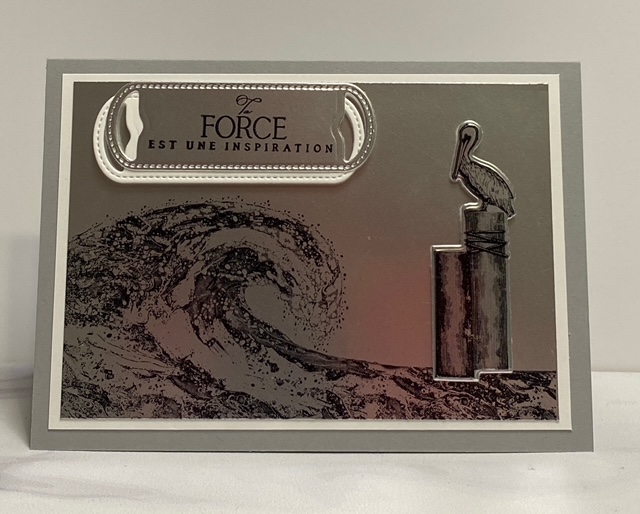 Ta
FORCE
EST UNE INSPIRATION